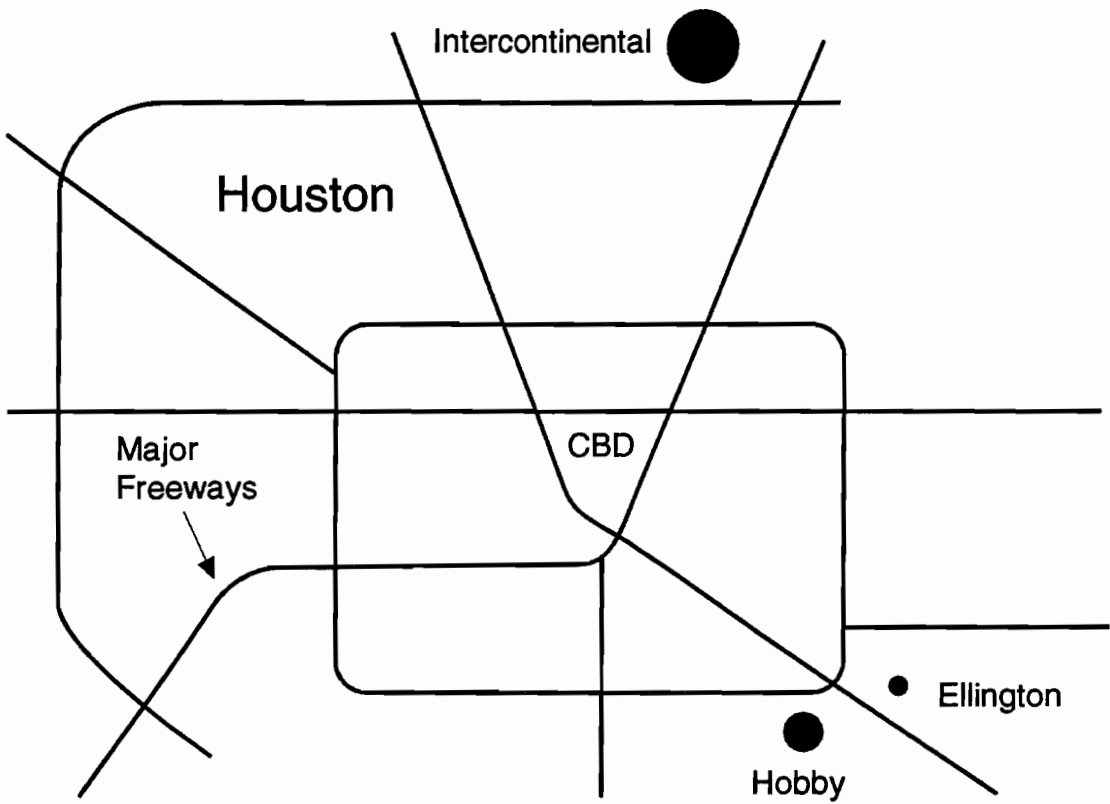 Intercontinental
Houston
CBD
Major
Freeways
Ellington
Hobby